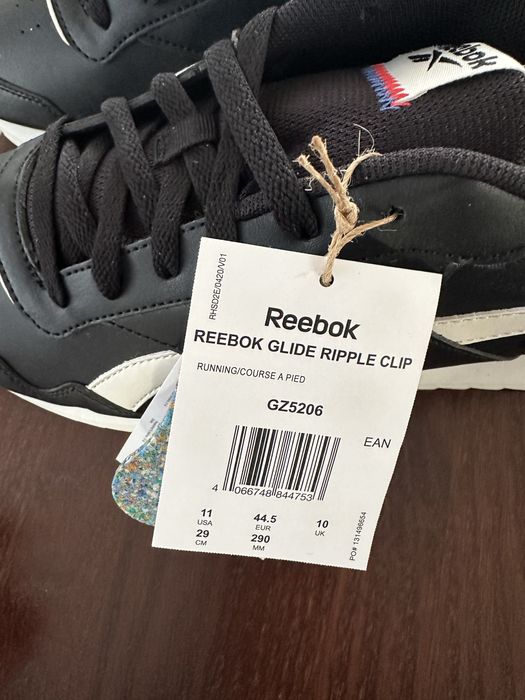 Reebok
RHSD2E/0420/V01
Reebok
REEBOK GLIDE RIPPLE CLIP
RUNNING/COURSE A PIED
GZ5206
EAN
4 066748 844753
11 44.5 10
USA EUR UK
29 290
CM MM
PO# 131496654